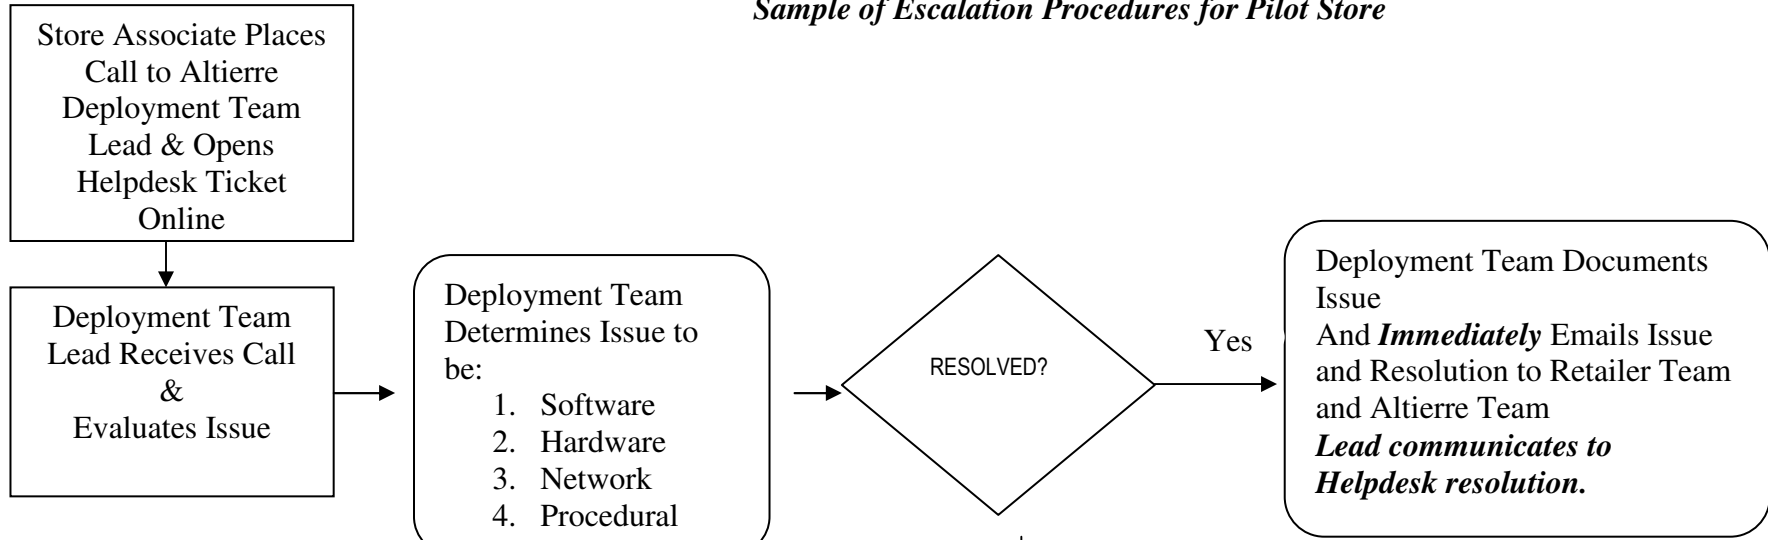 Sample of Escalation Procedures for Pilot Store
Store Associate Places
Call to Altierre
Deployment Team
Lead & Opens
Helpdesk Ticket
Online
Deployment Team
Lead Receives Call
&
Evaluates Issue
Deployment Team
Determines Issue to
be:
1. Software
2. Hardware
3. Network
4. Procedural
RESOLVED?
Yes
Deployment Team Documents
Issue
And Immediately Emails Issue
and Resolution to Retailer Team
and Altierre Team
Lead communicates to
Helpdesk resolution.